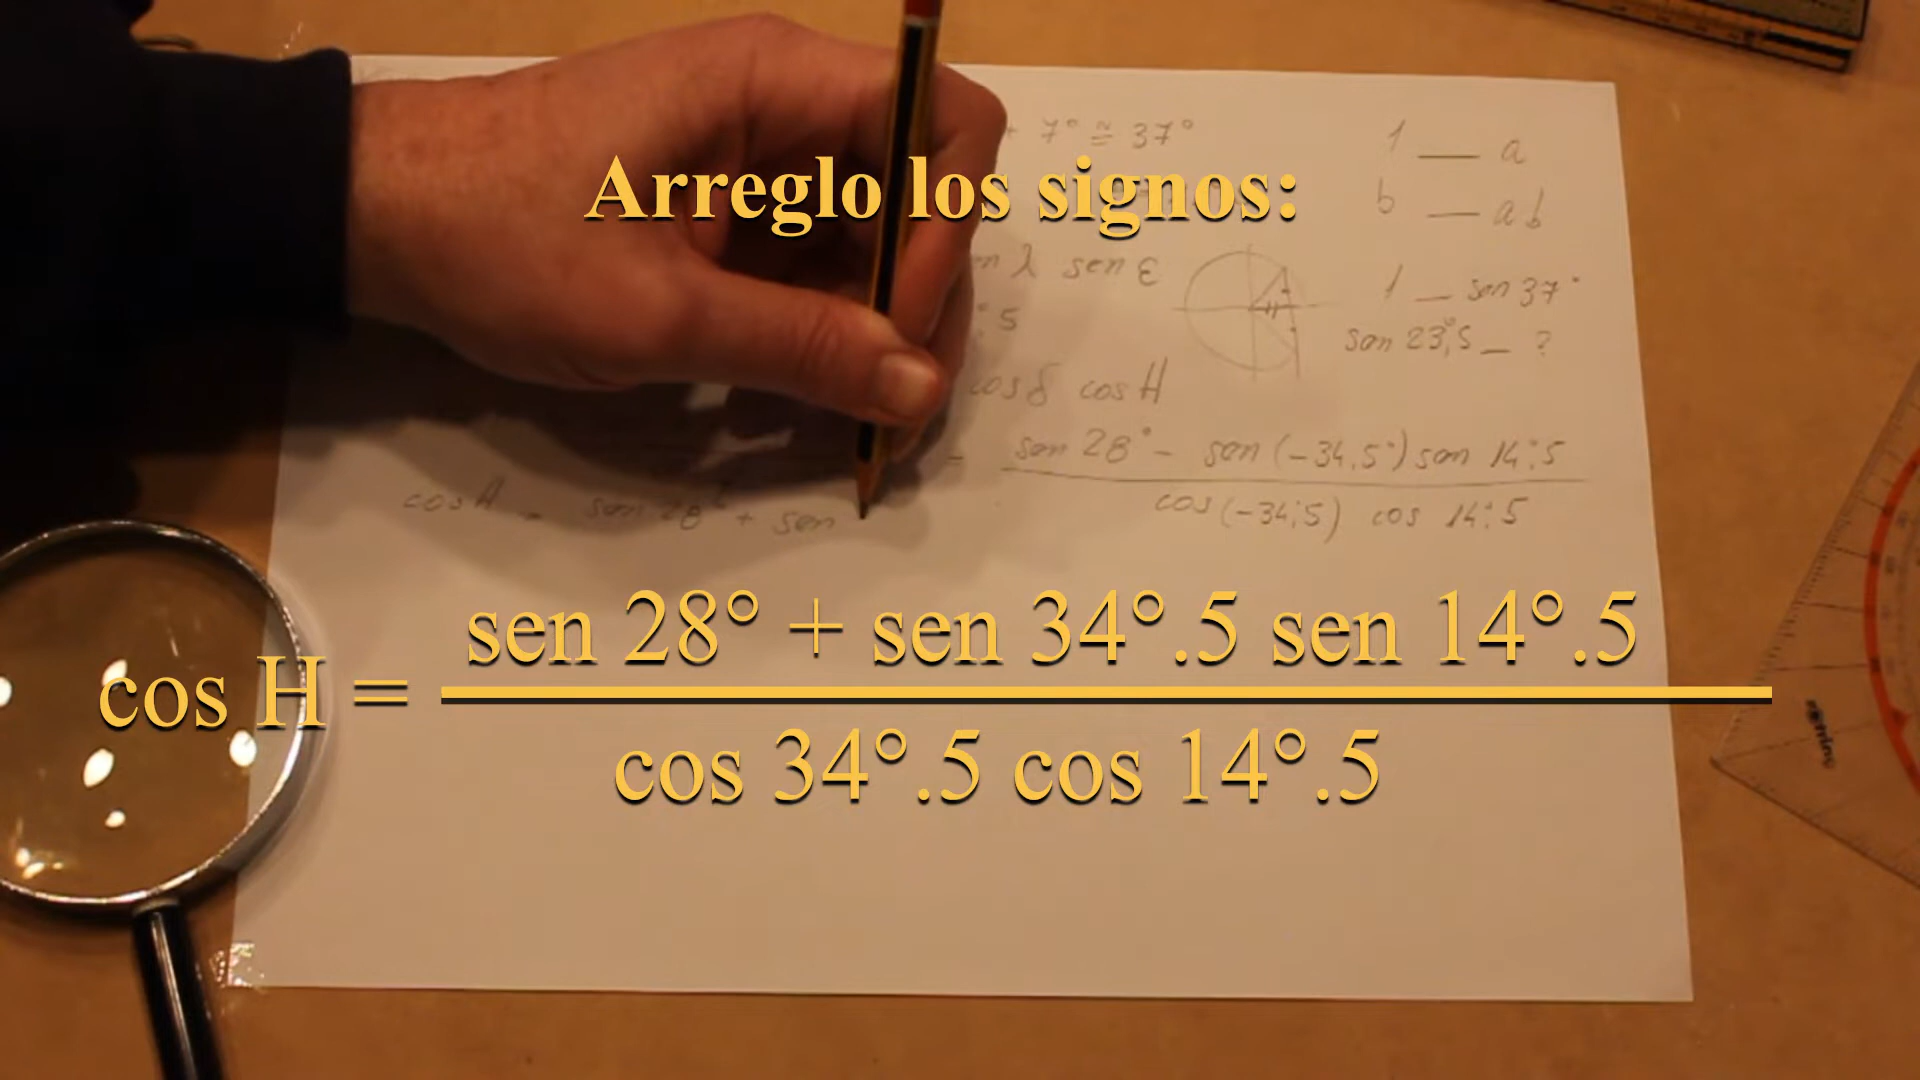 + 7° ≅ 37°
1 — a
Arreglo los signos:
b — a b
λ sen ε
1 — sen 37°
°5
sen 23°,5 — ?
cos δ cos H
= sen 28° - sen (-34,5°) sen 14°.5
cos H = sen 28° + sen
cos (-34°.5) cos 14°.5
sen 28° + sen 34°.5 sen 14°.5
cos H =
cos 34°.5 cos 14°.5